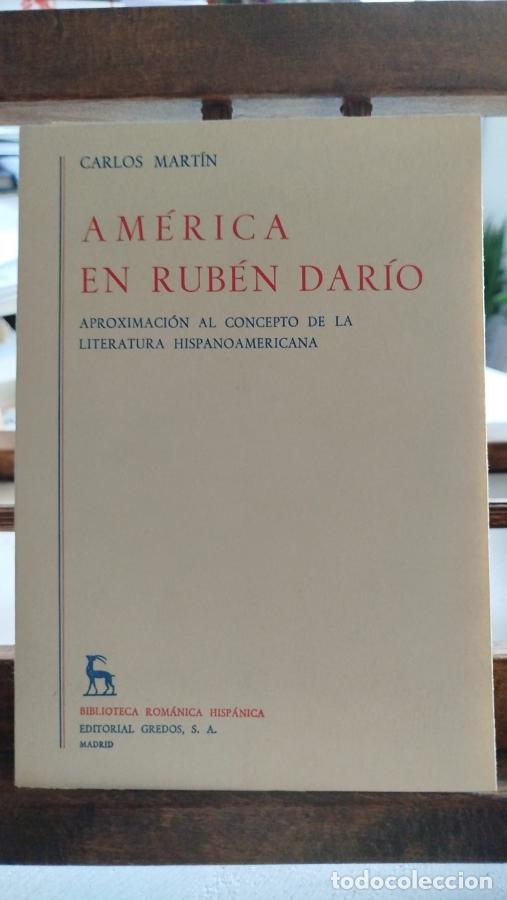 CARLOS MARTÍN
AMÉRICA
EN RUBÉN DARÍO
APROXIMACIÓN AL CONCEPTO DE LA
LITERATURA HISPANOAMERICANA
BIBLIOTECA ROMÁNICA HISPÁNICA
EDITORIAL GREDOS, S. A.
MADRID
todocoleccion